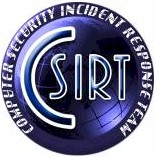 COMPUTER SECURITY INCIDENT RESPONSE TEAM
CSIRT